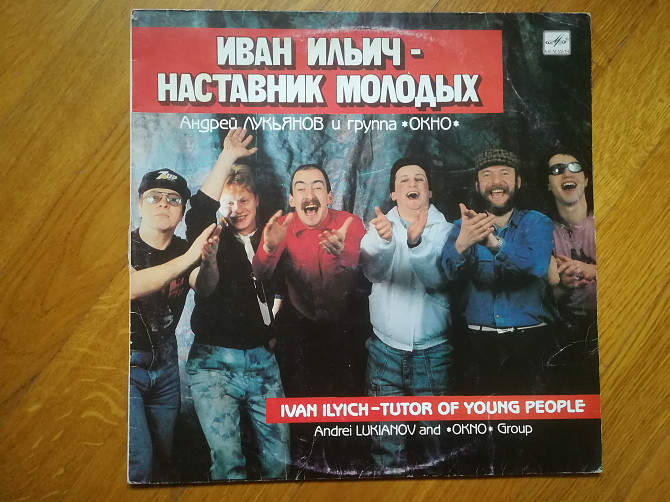 ИВАН ИЛЬИЧ -
НАСТАВНИК МОЛОДЫХ
Андрей ЛУКЬЯНОВ и группа *ОКНО*
IVAN ILYICH - TUTOR OF YOUNG PEOPLE
Andrei LUKIANOV and *OKNO* Group